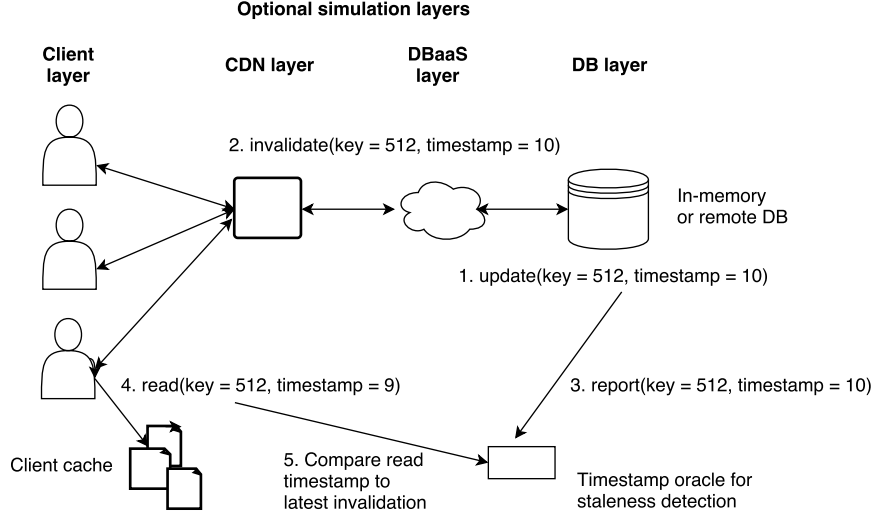 Optional simulation layers
Client
layer
CDN layer
DBaaS
layer
DB layer
2. invalidate(key = 512, timestamp = 10)
In-memory
or remote DB
1. update(key = 512, timestamp = 10)
4. read(key = 512, timestamp = 9)
3. report(key = 512, timestamp = 10)
Client cache
5. Compare read
timestamp to
latest invalidation
Timestamp oracle for
staleness detection